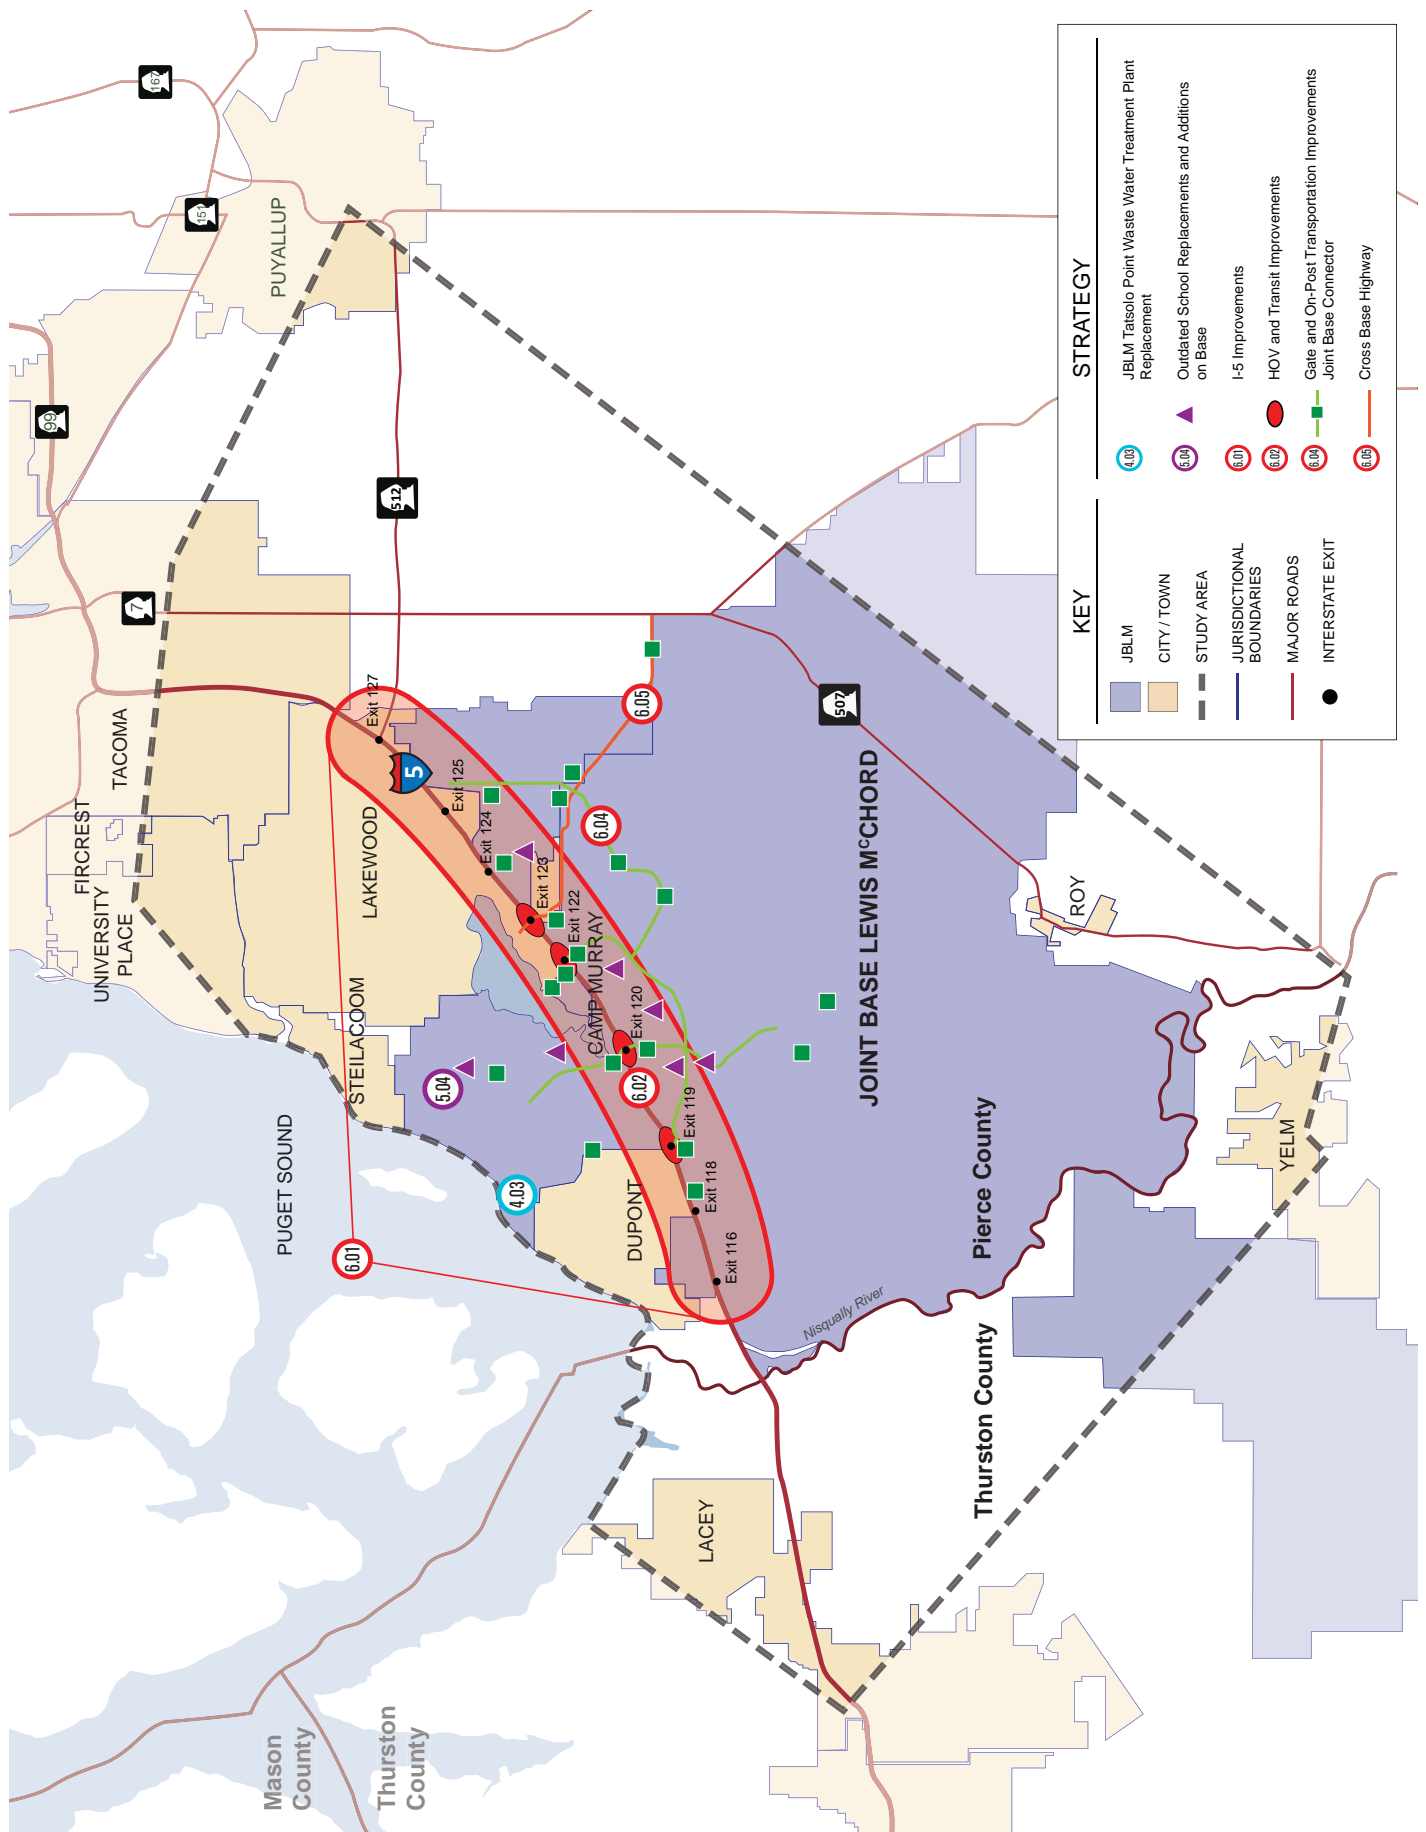 167
151
99
7
512
PUYALLUP
TACOMA
FIRCREST
UNIVERSITY
PLACE
LAKEWOOD
STEILACOOM
PUGET SOUND
5
Exit 127
Exit 125
Exit 124
Exit 123
Exit 122
CAMP MURRAY
Exit 120
Exit 119
Exit 118
Exit 116
6.05
6.04
6.02
5.04
4.03
6.01
DUPONT
507
JOINT BASE LEWIS MCCHORD
ROY
YELM
Pierce County
Thurston County
Nisqually River
LACEY
Mason
County
Thurston
County
KEY
JBLM
CITY / TOWN
STUDY AREA
JURISDICTIONAL
BOUNDARIES
MAJOR ROADS
INTERSTATE EXIT
STRATEGY
4.03 JBLM Tatsolo Point Waste Water Treatment Plant
Replacement
5.04 Outdated School Replacements and Additions
on Base
6.01 I-5 Improvements
6.02 HOV and Transit Improvements
6.04 Gate and On-Post Transportation Improvements
Joint Base Connector
6.05 Cross Base Highway